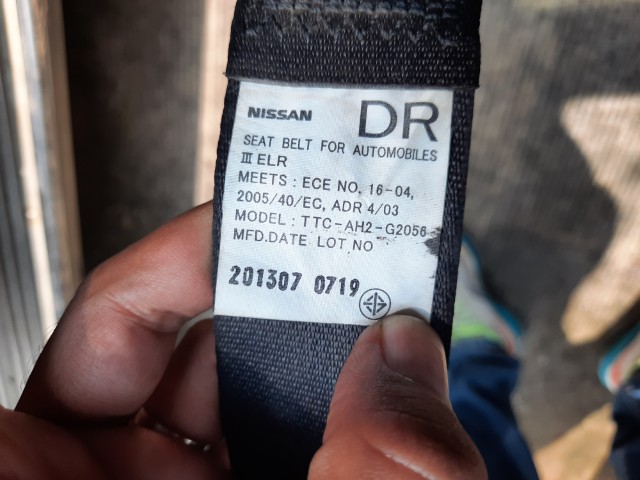 NISSAN DR
SEAT BELT FOR AUTOMOBILES
Ⅲ ELR
MEETS : ECE NO. 16-04,
2005/40/EC, ADR 4/03
MODEL : TTC-AH2-G2056
MFD.DATE LOT.NO
201307 0719